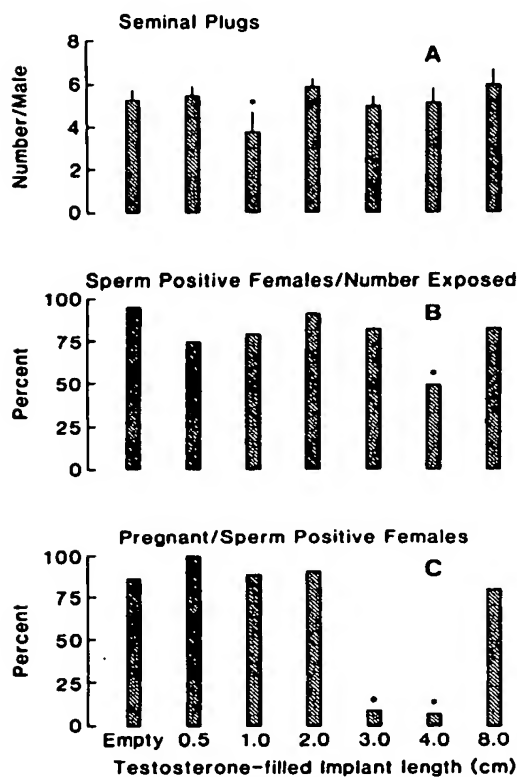 Seminal Plugs
A
8
6
4
2
0
Number/Male
Sperm Positive Females/Number Exposed
B
100
75
50
25
0
Percent
Pregnant/Sperm Positive Females
C
100
75
50
25
0
Percent
Empty 0.5 1.0 2.0 3.0 4.0 8.0
Testosterone-filled Implant length (cm)